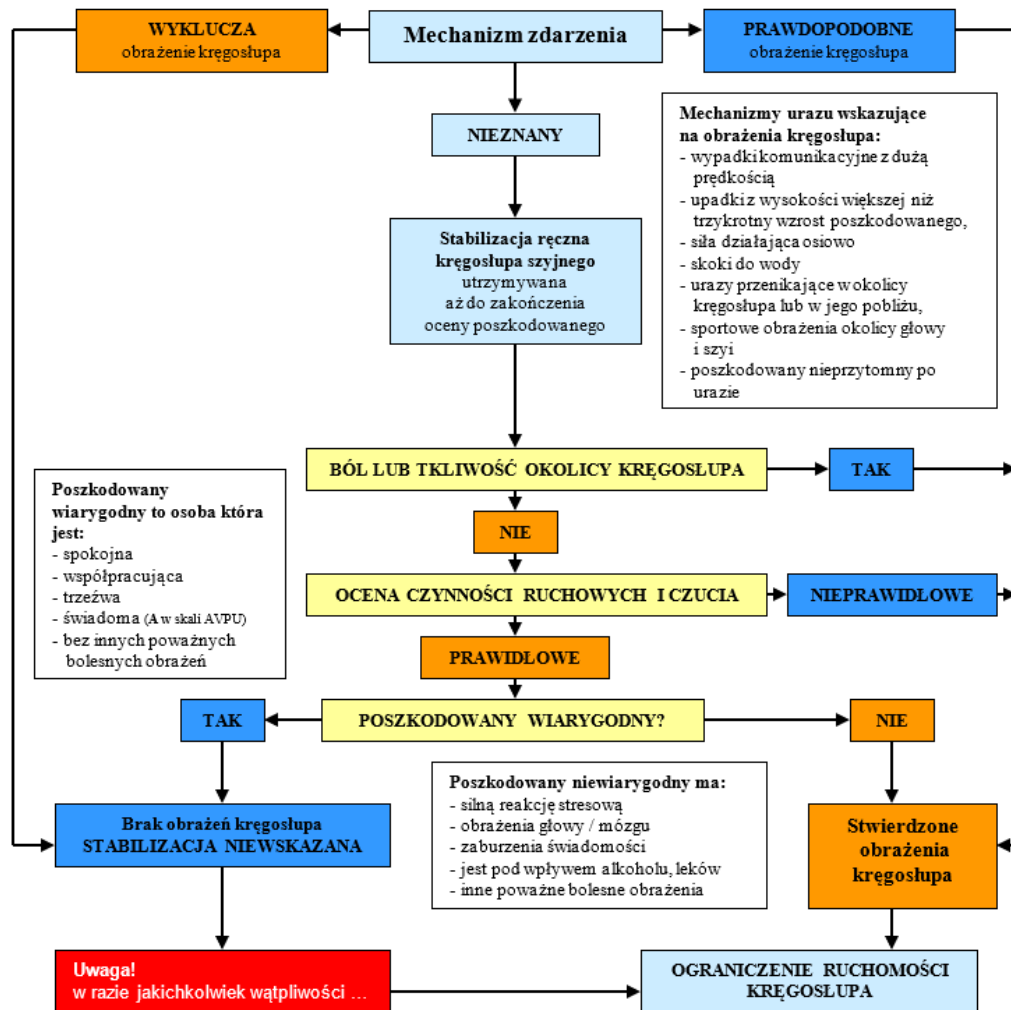 WYKLUCZA
obrażenie kręgosłupa
Mechanizm zdarzenia
PRAWDOPODOBNE
obrażenie kręgosłupa
NIEZNANY
Mechanizmy urazu wskazujące
na obrażenia kręgosłupa:
- wypadki komunikacyjne z dużą
prędkością
- upadki z wysokości większej niż
trzykrotny wzrost poszkodowanego,
- siła działająca osiowo
- skoki do wody
- urazy przenikające w okolicy
kręgosłupa lub w jego pobliżu,
- sportowe obrażenia okolicy głowy
i szyi
- poszkodowany nieprzytomny po
urazie
Stabilizacja ręczna
kręgosłupa szyjnego
utrzymywana
aż do zakończenia
oceny poszkodowanego
BÓL LUB TKLIWOŚĆ OKOLICY KRĘGOSŁUPA
TAK
Poszkodowany
wiarygodny to osoba która
jest:
- spokojna
- współpracująca
- trzeźwa
- świadoma (A w skali AVPU)
- bez innych poważnych
bolesnych obrażeń
NIE
OCENA CZYNNOŚCI RUCHOWYCH I CZUCIA
NIEPRAWIDŁOWE
PRAWIDŁOWE
TAK
POSZKODOWANY WIARYGODNY?
NIE
Poszkodowany niewiarygodny ma:
- silną reakcję stresową
- obrażenia głowy / mózgu
- zaburzenia świadomości
- jest pod wpływem alkoholu, leków
- inne poważne bolesne obrażenia
Brak obrażeń kręgosłupa
STABILIZACJA NIEWSKAZANA
Stwierdzone
obrażenia
kręgosłupa
Uwaga!
w razie jakichkolwiek wątpliwości ...
OGRANICZENIE RUCHOMOŚCI
KRĘGOSŁUPA